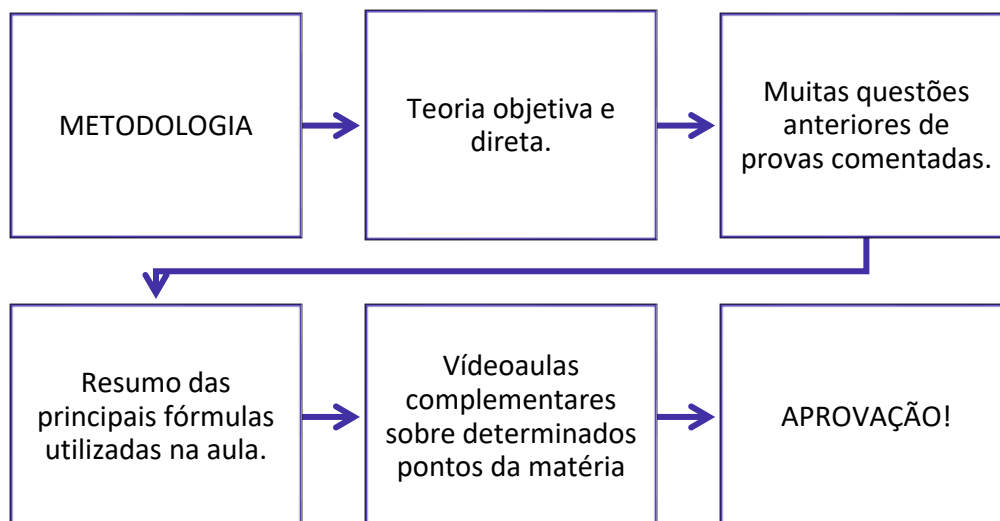 METODOLOGIA
Teoria objetiva e
direta.
Muitas questões
anteriores de
provas comentadas.
Resumo das
principais fórmulas
utilizadas na aula.
Vídeoaulas
complementares
sobre determinados
pontos da matéria
APROVAÇÃO!